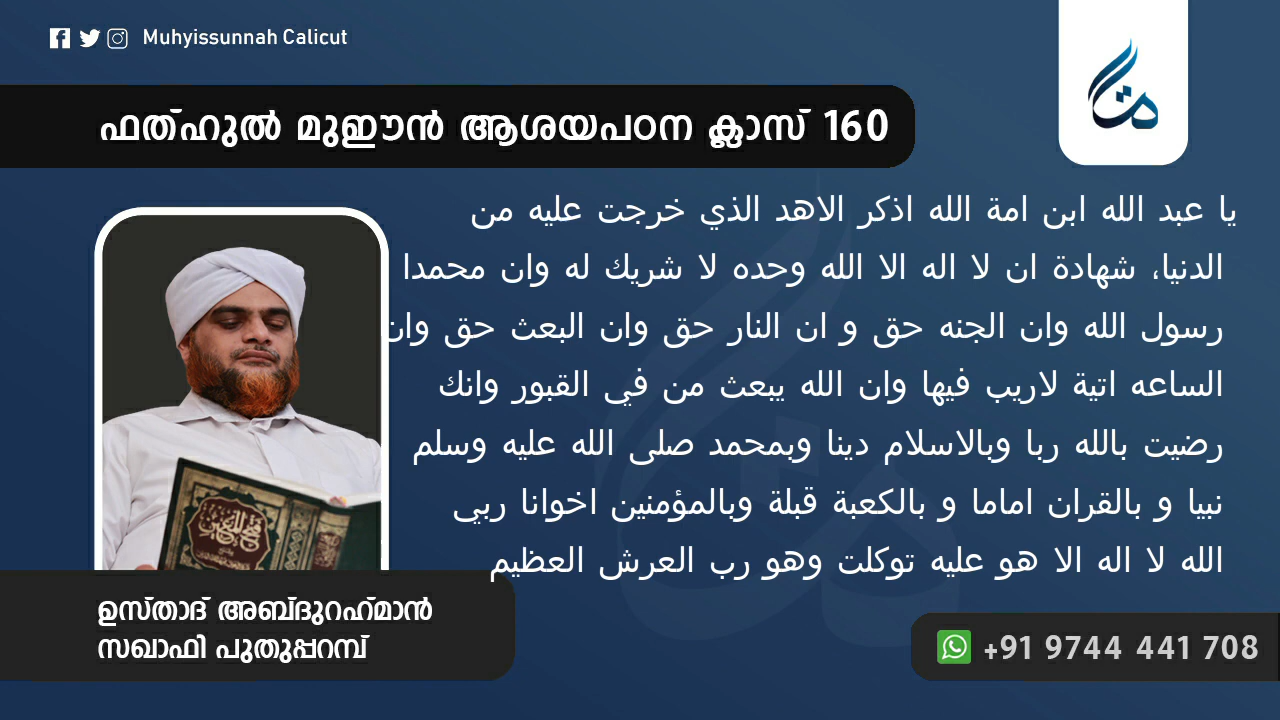 Muhyissunnah Calicut
ഫത്ഹുൽ മുഈൻ ആശയപഠന ക്ലാസ് 160
يا عبد الله ابن امة الله اذكر الاهد الذي خرجت عليه من
الدنيا، شهادة ان لا اله الا الله وحده لا شريك له وان محمدا
رسول الله وان الجنه حق و ان النار حق وان البعث حق وان
الساعه اتية لاريب فيها وان الله يبعث من في القبور وانك
رضيت بالله ربا وبالاسلام دينا وبمحمد صلى الله عليه وسلم
نبيا و بالقران اماما و بالكعبة قبلة وبالمؤمنين اخوانا ربي
الله لا اله الا هو عليه توكلت وهو رب العرش العظيم
فتح المعين
ഉസ്താദ് അബ്ദുറഹ്മാൻ
സഖാഫി പുതുപ്പറമ്പ്
+91 9744 441 708